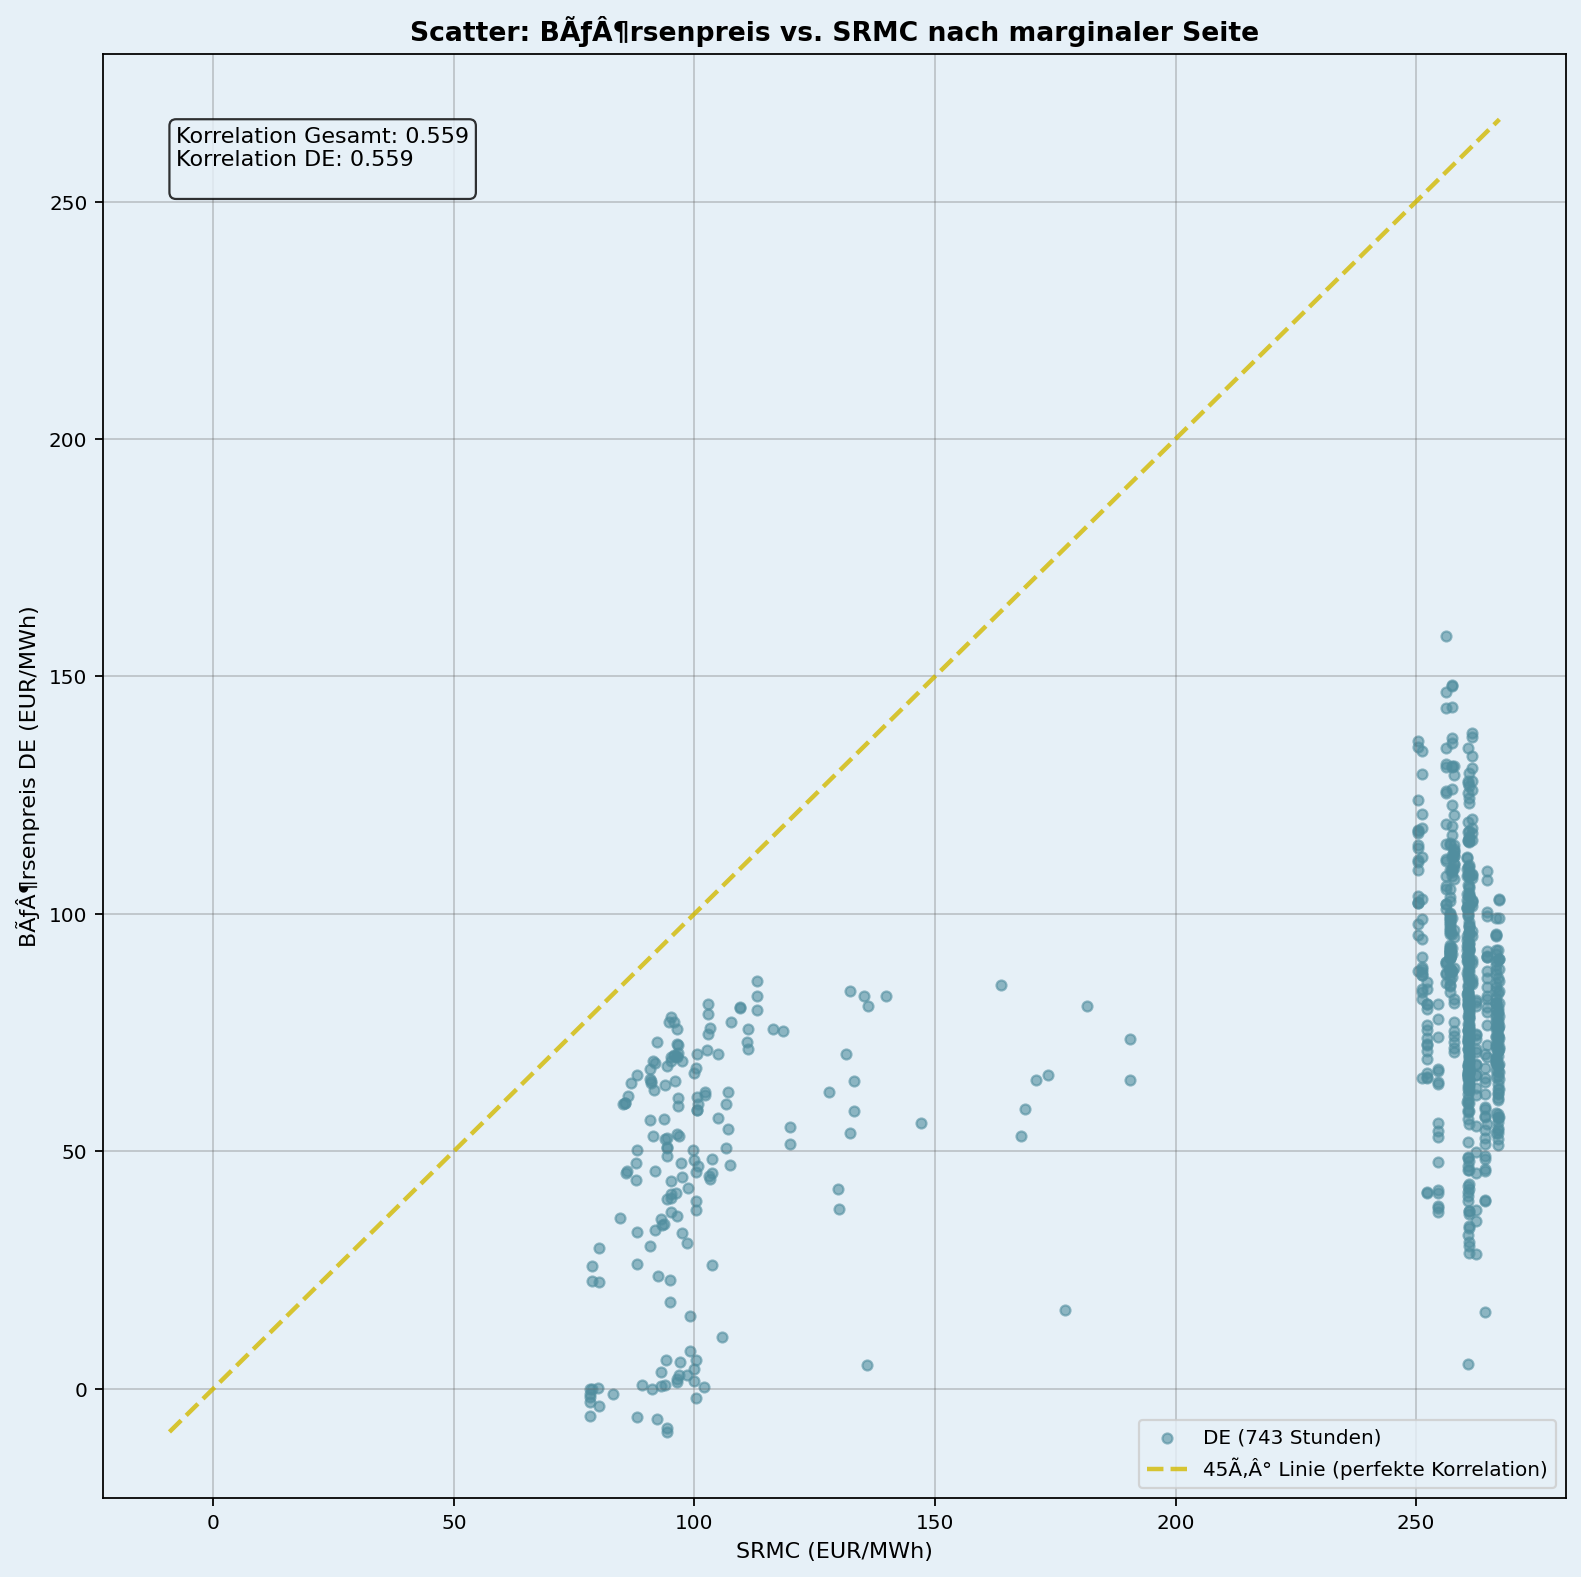 Scatter: BÃƒÂ¶rsenpreis vs. SRMC nach marginaler Seite
Korrelation Gesamt: 0.559
Korrelation DE: 0.559
BÃƒÂ¶rsenpreis DE (EUR/MWh)
250
200
150
100
50
0
0
50
100
150
200
250
SRMC (EUR/MWh)
DE (743 Stunden)
45Ã‚Â° Linie (perfekte Korrelation)